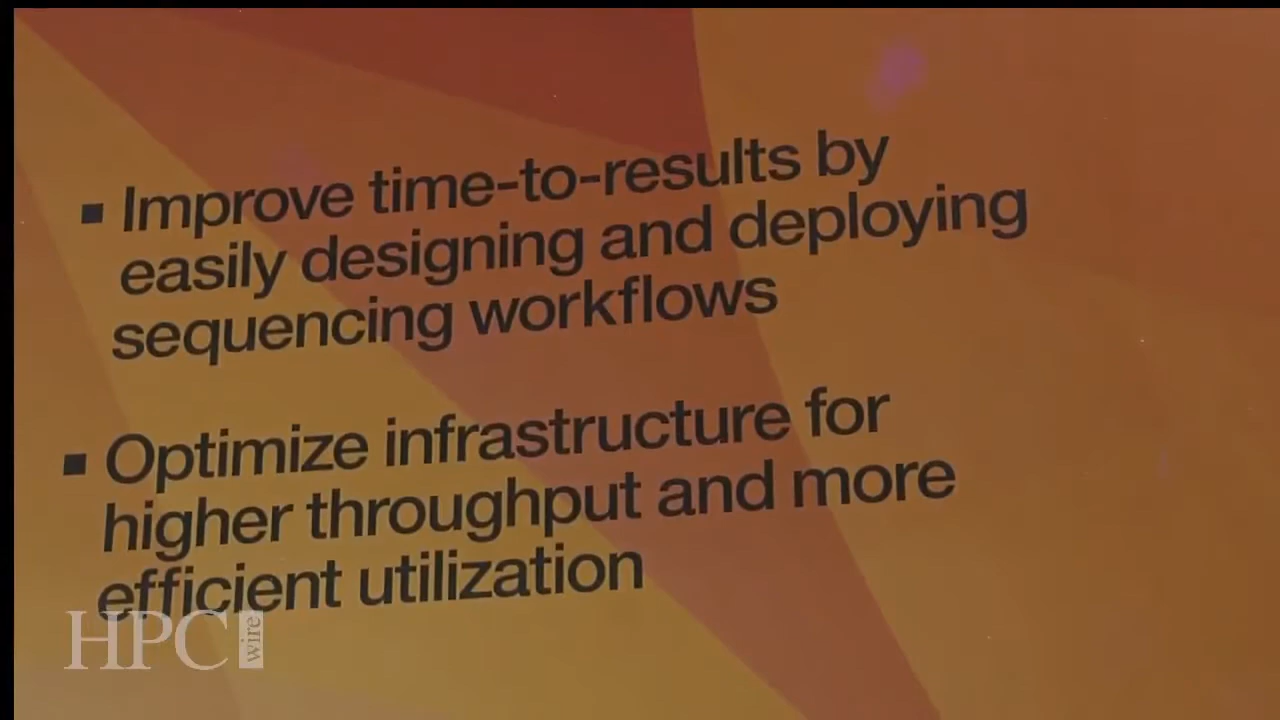 ▪ Improve time-to-results by
easily designing and deploying
sequencing workflows
▪ Optimize infrastructure for
higher throughput and more
efficient utilization
HPC wire